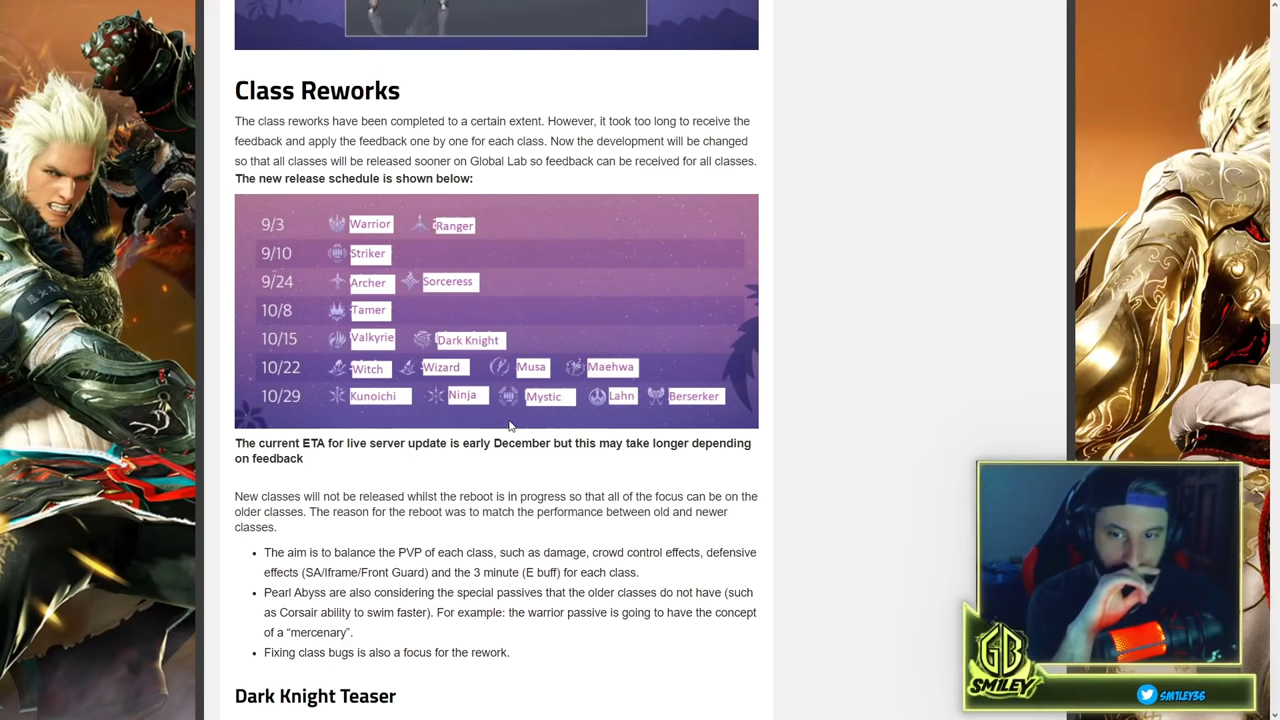 Class Reworks
The class reworks have been completed to a certain extent. However, it took too long to receive the
feedback and apply the feedback one by one for each class. Now the development will be changed
so that all classes will be released sooner on Global Lab so feedback can be received for all classes.
The new release schedule is shown below:
9/3 Warrior Ranger
9/10 Striker
9/24 Archer Sorceress
10/8 Tamer
10/15 Valkyrie Dark Knight
10/22 Witch Wizard Musa Maehwa
10/29 Kunoichi Ninja Mystic Lahn Berserker
The current ETA for live server update is early December but this may take longer depending
on feedback
New classes will not be released whilst the reboot is in progress so that all of the focus can be on the
older classes. The reason for the reboot was to match the performance between old and newer
classes.
• The aim is to balance the PVP of each class, such as damage, crowd control effects, defensive
effects (SA/Iframe/Front Guard) and the 3 minute (E buff) for each class.
• Pearl Abyss are also considering the special passives that the older classes do not have (such
as Corsair ability to swim faster). For example: the warrior passive is going to have the concept
of a “mercenary”.
• Fixing class bugs is also a focus for the rework.
Dark Knight Teaser
GB
SMILEY
SM1LEY36